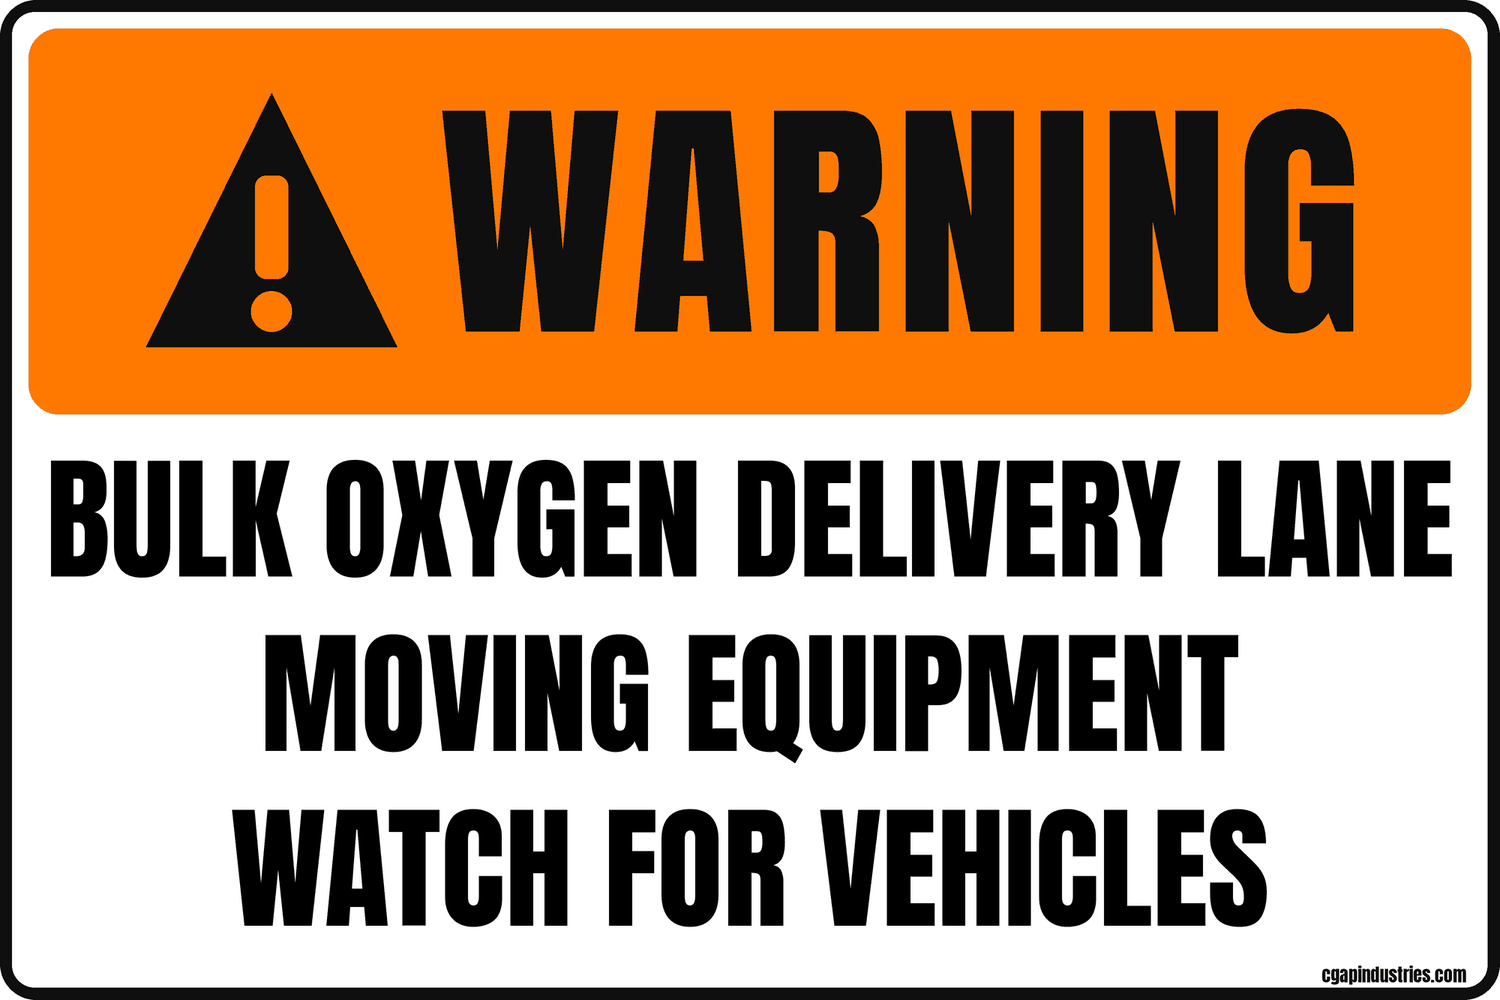 WARNING
BULK OXYGEN DELIVERY LANE
MOVING EQUIPMENT
WATCH FOR VEHICLES
cgapindustries.com